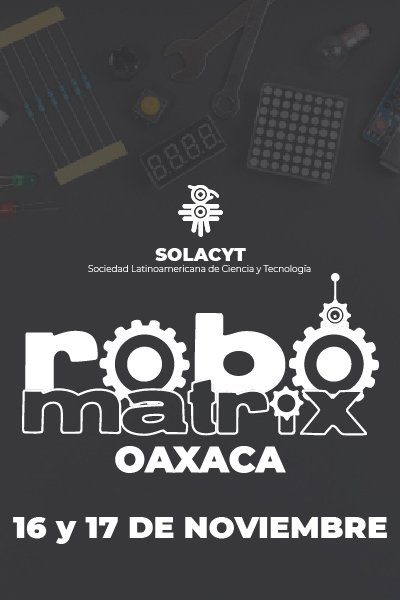 SOLACYT
Sociedad Latinoamericana de Ciencia y Tecnología
robo
matrix
OAXACA
16 y 17 DE NOVIEMBRE